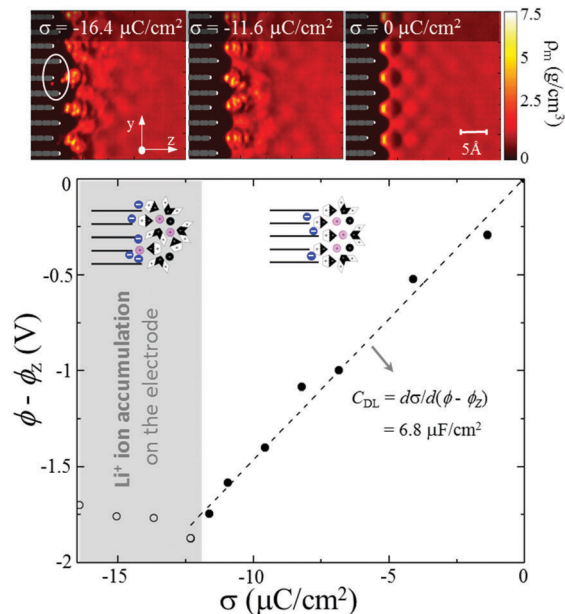 σ = -16.4 μC/cm² -11.6 μC/cm² σ = 0 μC/cm²
7.5
5
2.5
0
ρm (g/cm³)
y
z
5Å
0
-0.5
-1
-1.5
-2
ϕ - ϕZ (V)
Li⁺ ion accumulation
on the electrode
CDL = dσ/d(ϕ - ϕZ)
= 6.8 μF/cm²
-15 -10 -5 0
σ (μC/cm²)